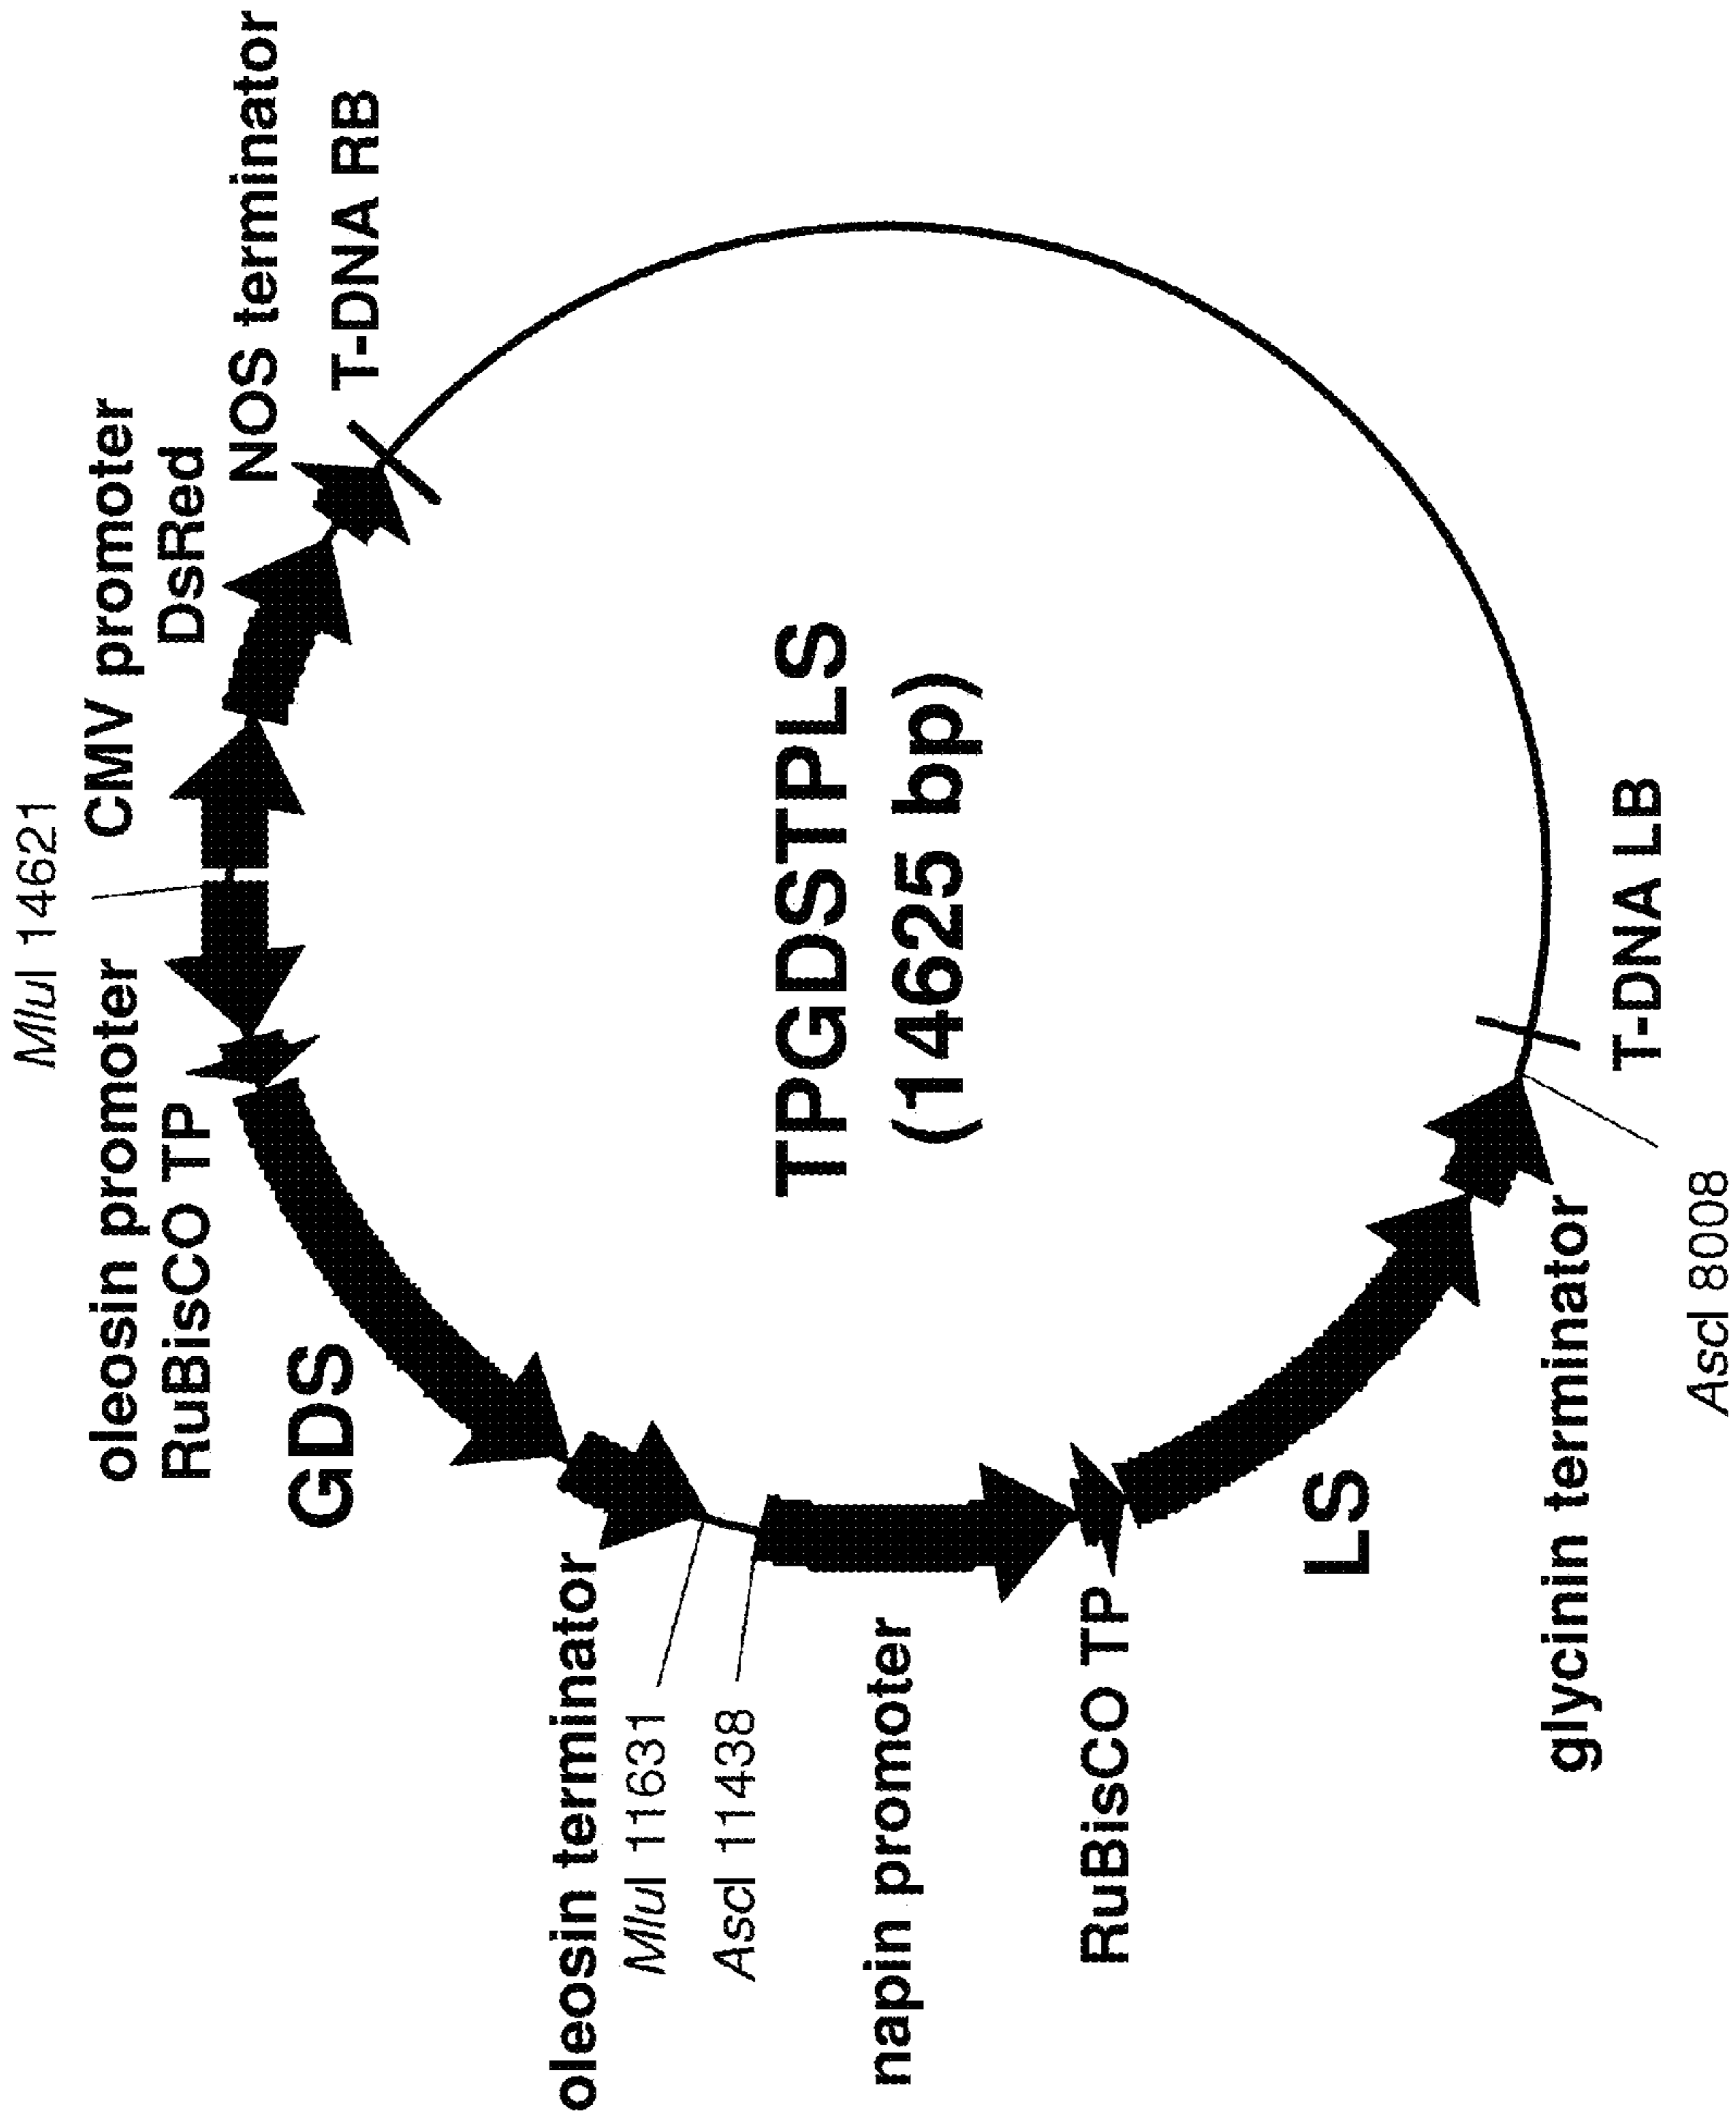 MluI 14621
CMV promoter
DsRed
NOS terminator
T-DNA RB
oleosin promoter
RuBisCO TP
GDS
oleosin terminator
MluI 11631
AscI 11438
napin promoter
RuBisCO TP
LS
glycinin terminator
AscI 8008
T-DNA LB
TPGDSTPLS
(14625 bp)